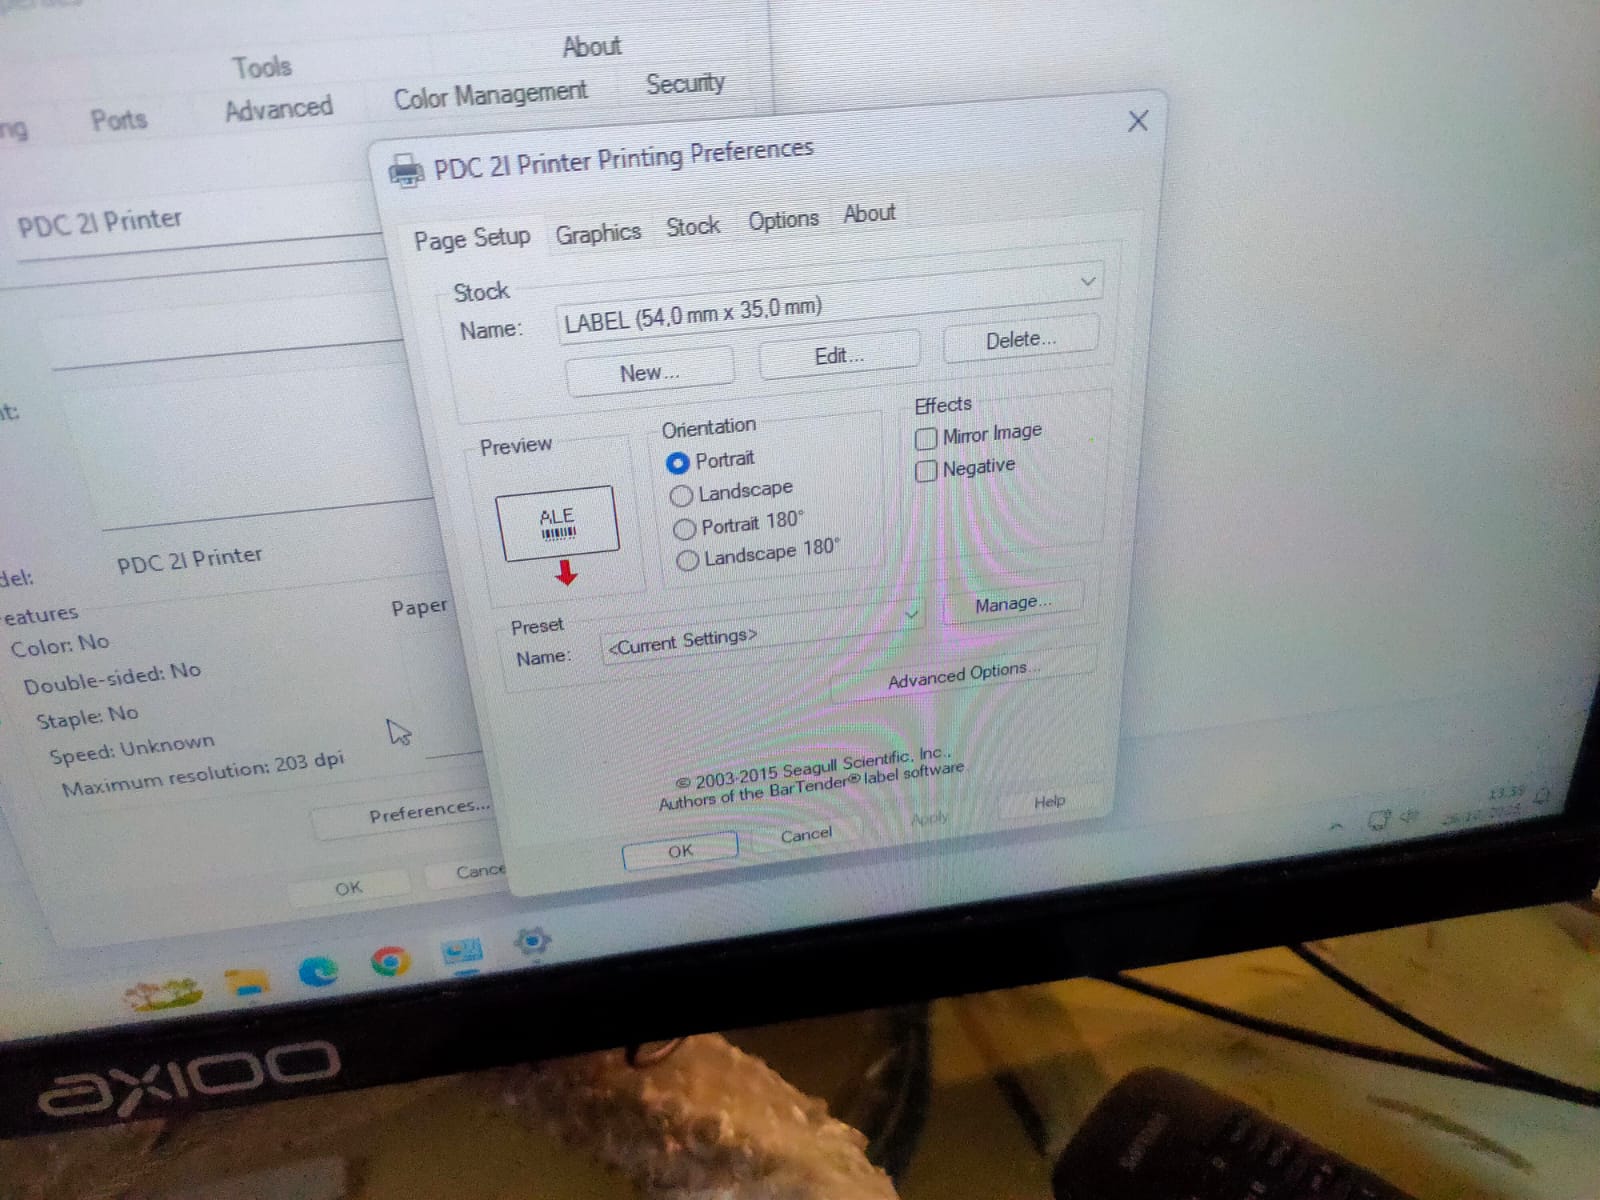 Tools
About
Ports
Advanced
Color Management
Security
PDC 2I Printer
PDC 2I Printer
Features
Color: No
Double-sided: No
Staple: No
Speed: Unknown
Maximum resolution: 203 dpi
Paper
Preferences...
OK
PDC 2I Printer Printing Preferences
Page Setup
Graphics
Stock
Options
About
Stock
Name:
LABEL (54,0 mm x 35,0 mm)
New...
Edit...
Delete...
Preview
ALE
Orientation
Portrait
Landscape
Portrait 180°
Landscape 180°
Effects
Mirror Image
Negative
Preset
Name:
<Current Settings>
Manage...
Advanced Options...
© 2003-2015 Seagull Scientific, Inc.,
Authors of the BarTender® label software
OK
Cancel
Apply
Help
13.35
AXIOO